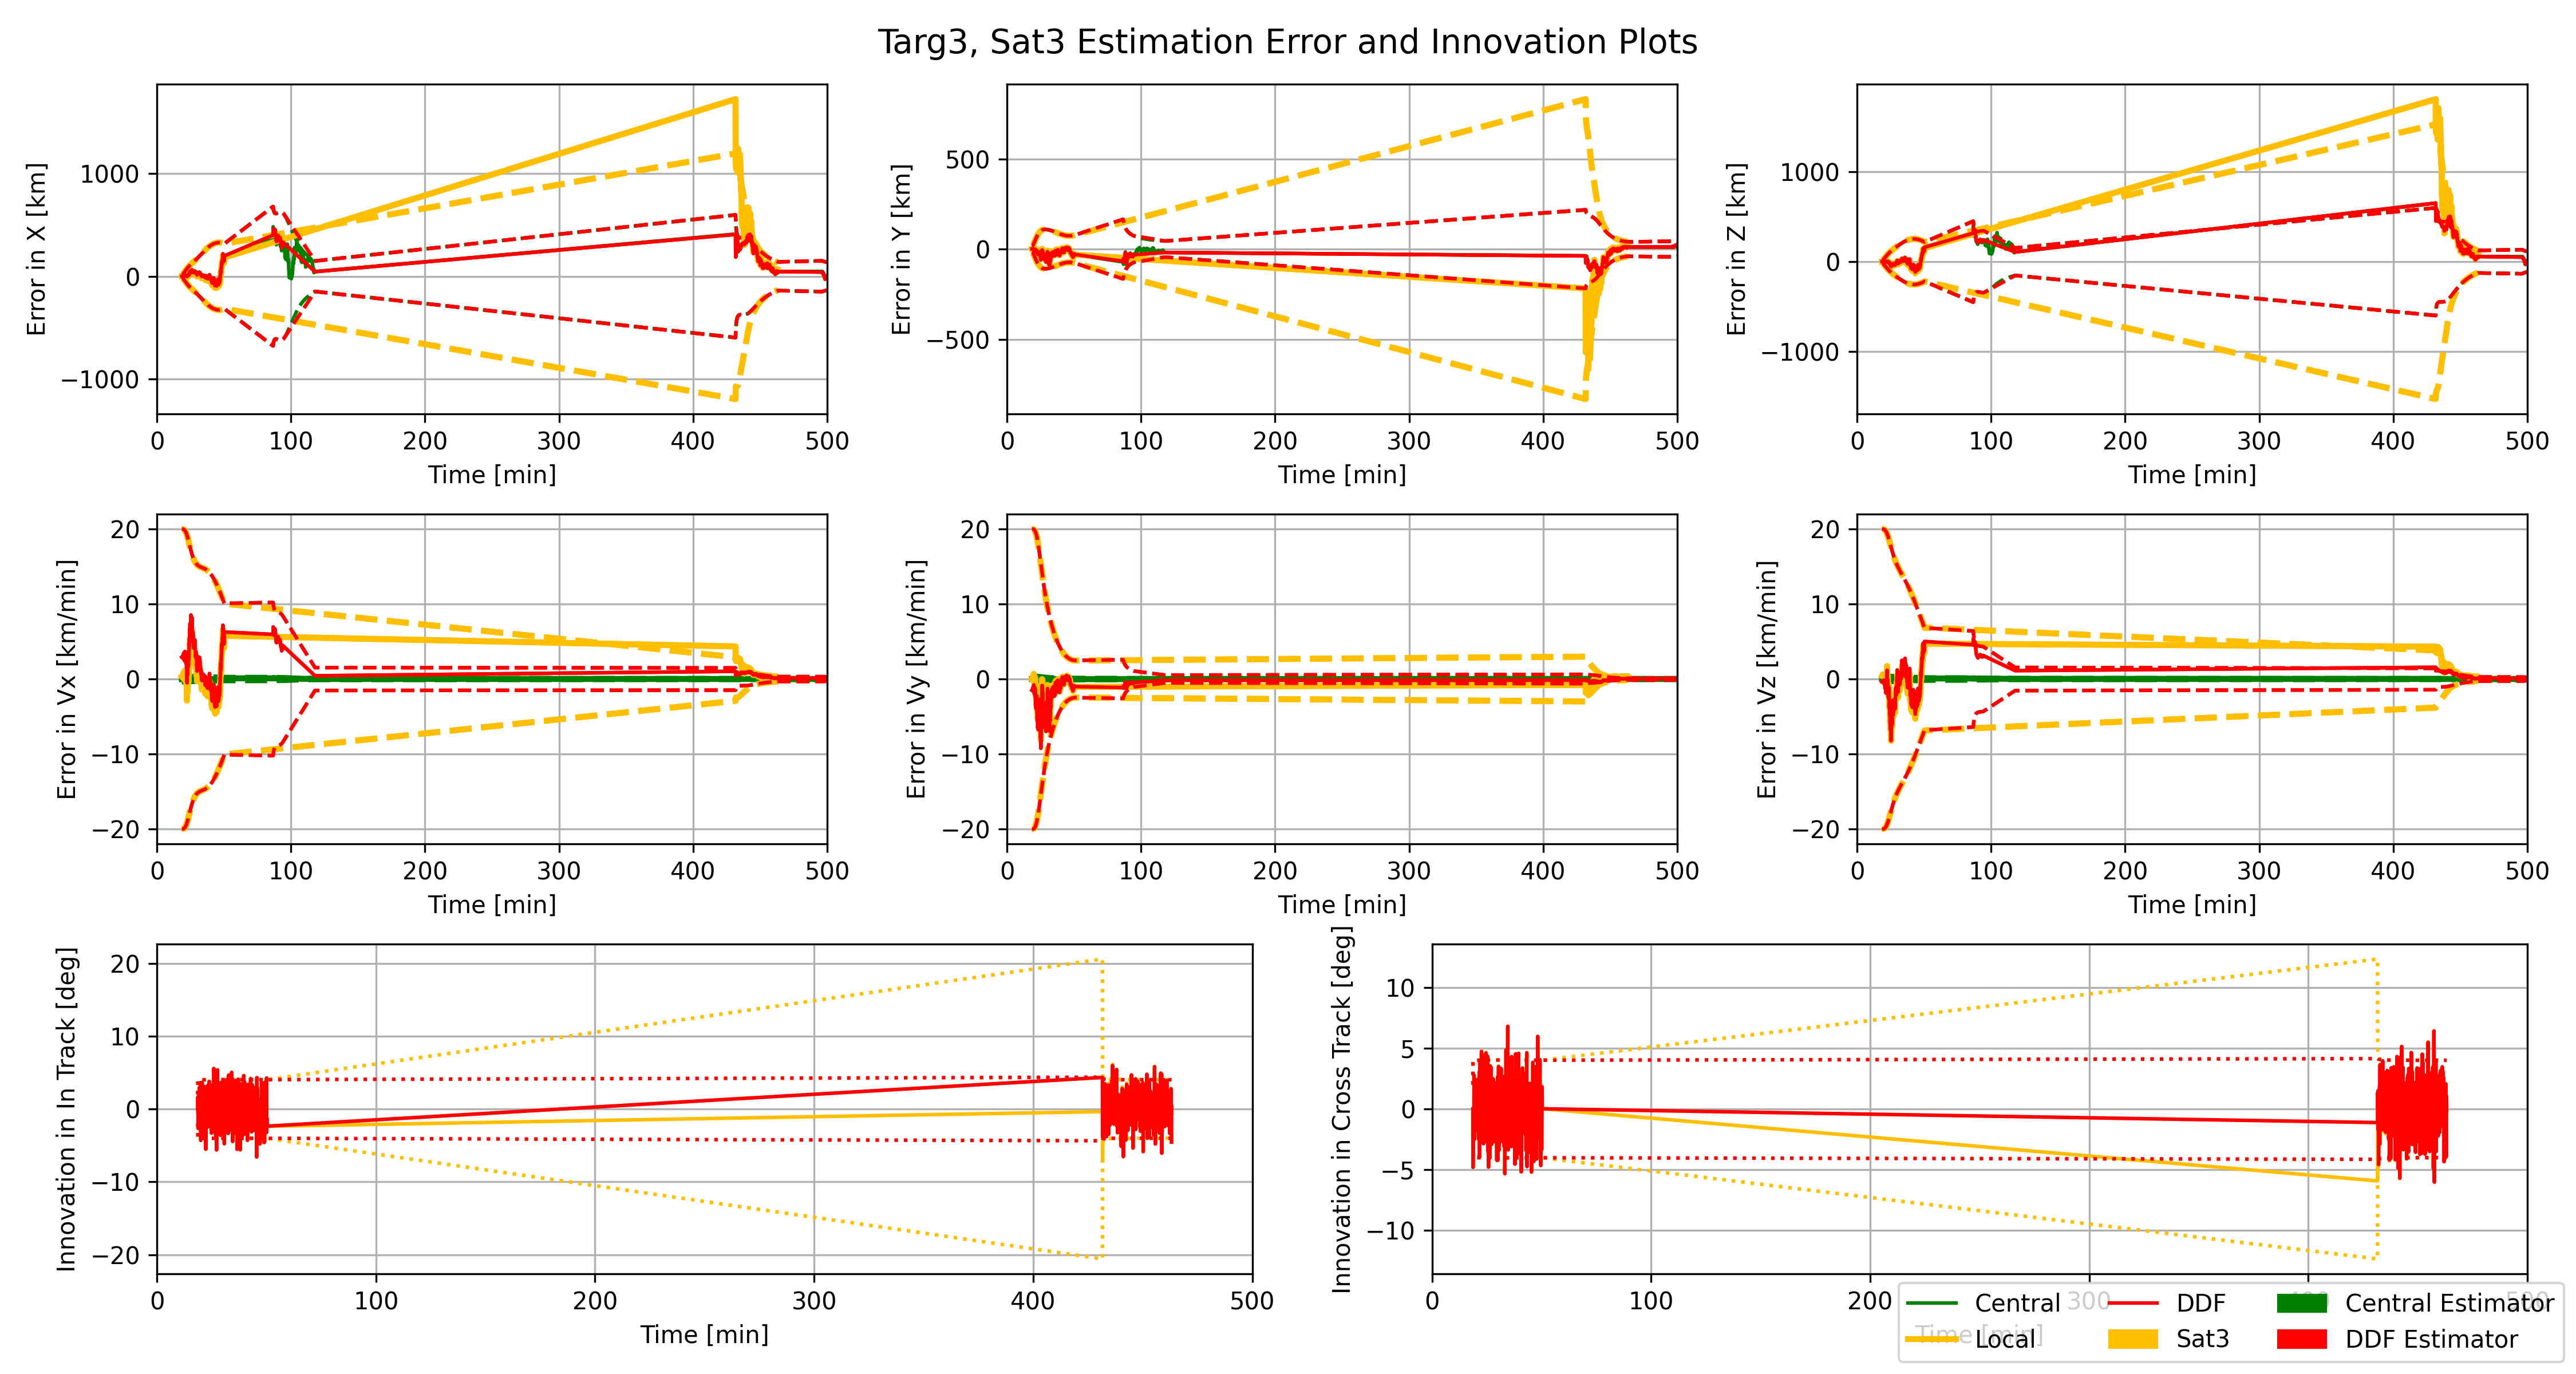 Targ3, Sat3 Estimation Error and Innovation Plots
Error in X [km]
1000
0
−1000
0 100 200 300 400 500
Time [min]
Error in Y [km]
500
0
−500
0 100 200 300 400 500
Time [min]
Error in Z [km]
1000
0
−1000
0 100 200 300 400 500
Time [min]
Error in Vx [km/min]
20
10
0
−10
−20
0 100 200 300 400 500
Time [min]
Error in Vy [km/min]
20
10
0
−10
−20
0 100 200 300 400 500
Time [min]
Error in Vz [km/min]
20
10
0
−10
−20
0 100 200 300 400 500
Time [min]
Innovation in In Track [deg]
20
10
0
−10
−20
0 100 200 300 400 500
Time [min]
Innovation in Cross Track [deg]
10
5
0
−5
−10
0 100 200 300 400 500
Time [min]
Central DDF Central Estimator
Local Sat3 DDF Estimator